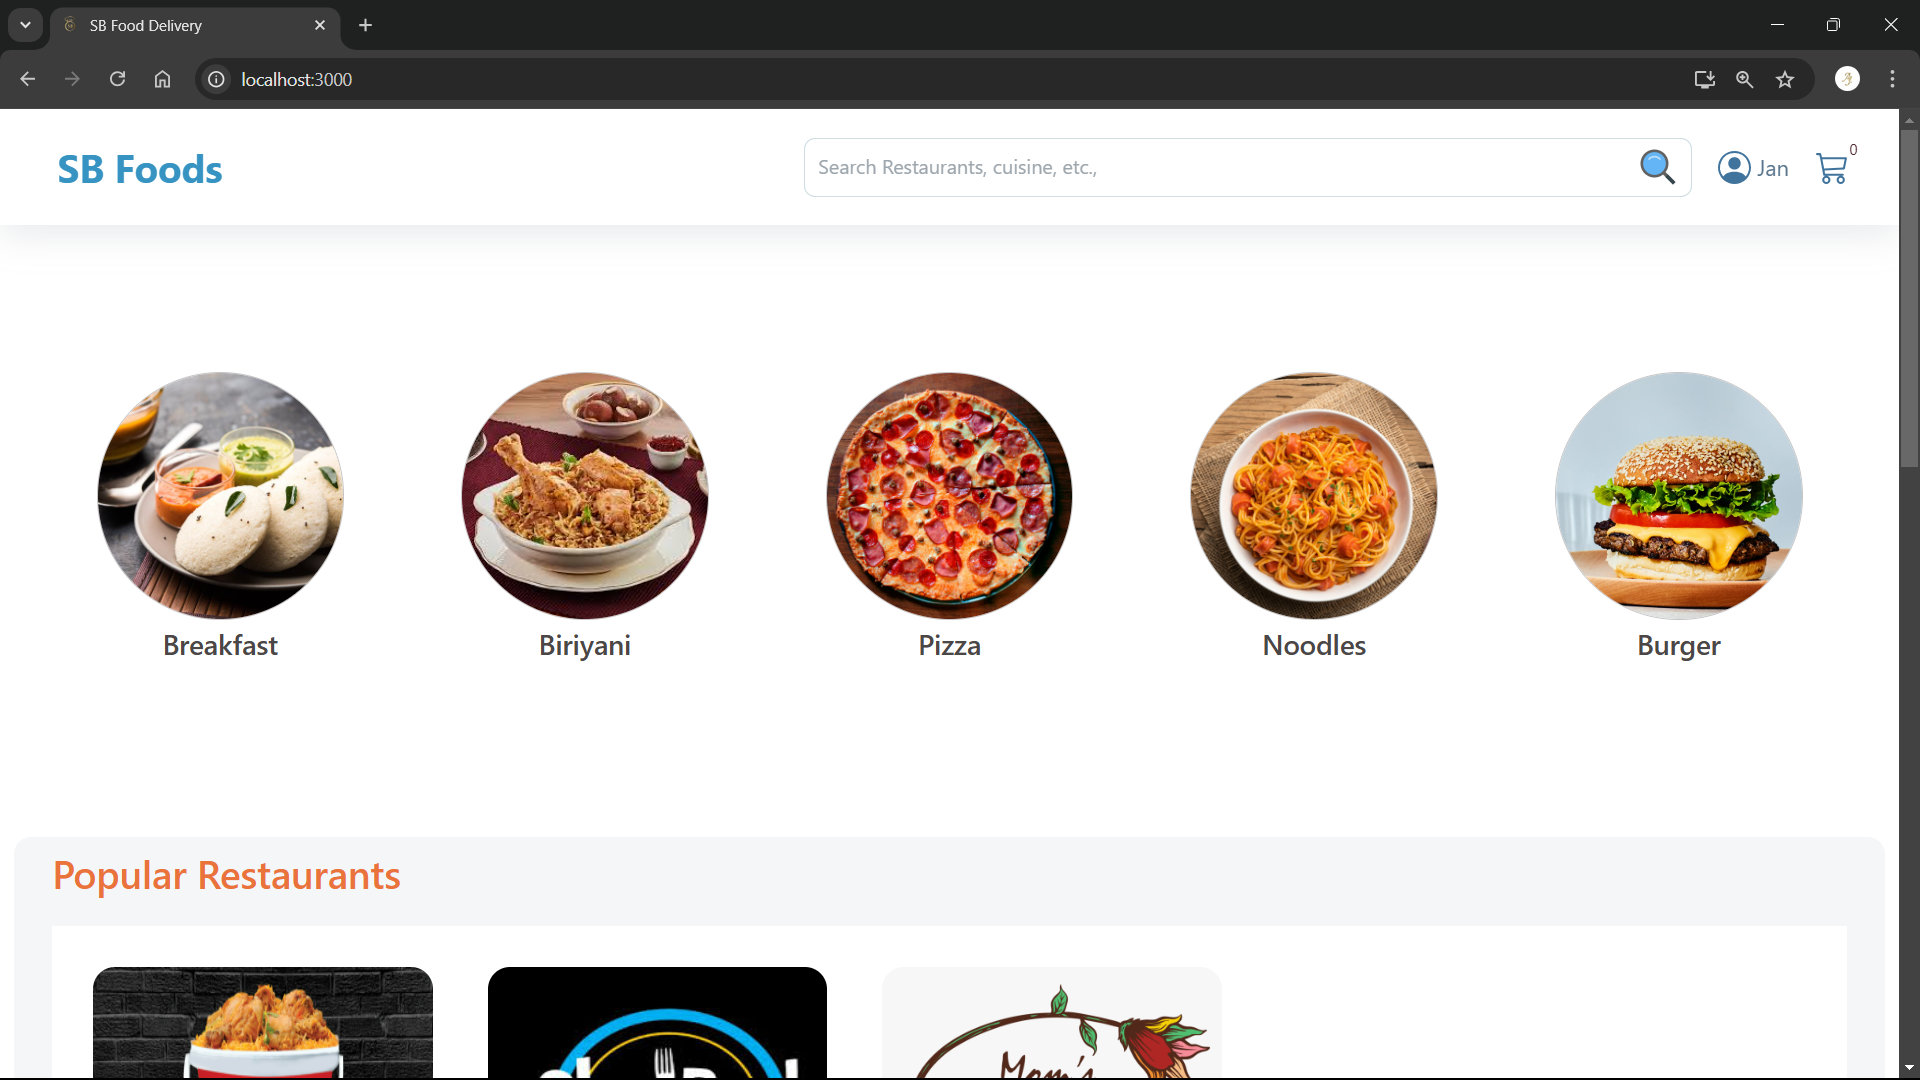 SB Food Delivery
localhost:3000
SB Foods
Search Restaurants, cuisine, etc.,
Jan
0
Breakfast
Biriyani
Pizza
Noodles
Burger
Popular Restaurants
Mom's